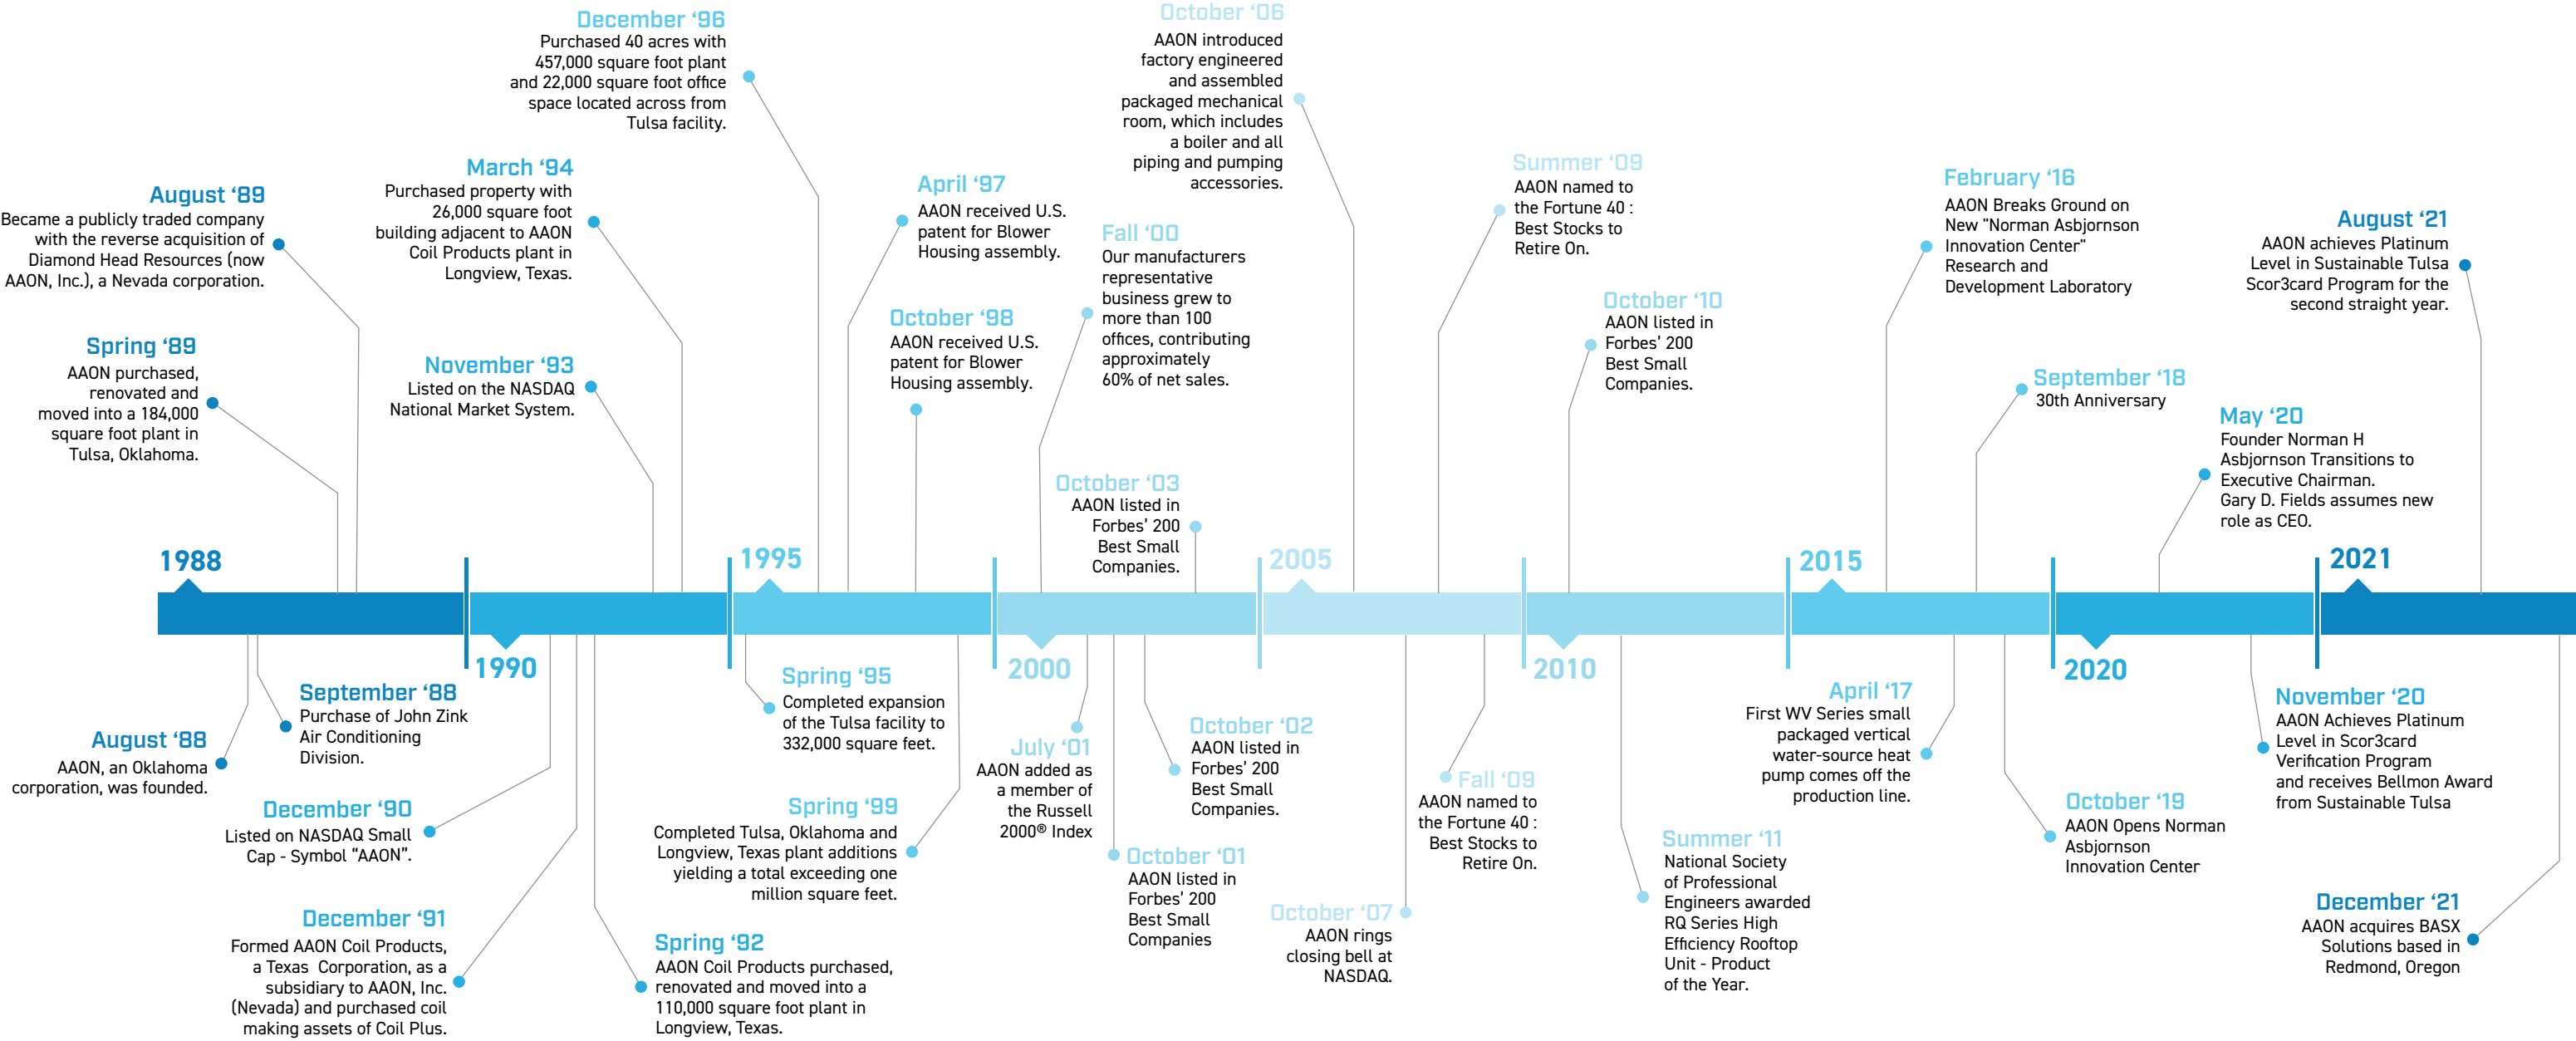 December ‘96
Purchased 40 acres with
457,000 square foot plant
and 22,000 square foot office
space located across from
Tulsa facility.
October ‘06
AAON introduced
factory engineered
and assembled
packaged mechanical
room, which includes
a boiler and all
piping and pumping
accessories.
August ‘89
Became a publicly traded company
with the reverse acquisition of
Diamond Head Resources (now
AAON, Inc.), a Nevada corporation.
March ‘94
Purchased property with
26,000 square foot
building adjacent to AAON
Coil Products plant in
Longview, Texas.
April ‘97
AAON received U.S.
patent for Blower
Housing assembly.
Fall ‘00
Our manufacturers
representative
business grew to
more than 100
offices, contributing
approximately
60% of net sales.
Summer ‘09
AAON named to
the Fortune 40 :
Best Stocks to
Retire On.
February ‘16
AAON Breaks Ground on
New "Norman Asbjornson
Innovation Center"
Research and
Development Laboratory
August ‘21
AAON achieves Platinum
Level in Sustainable Tulsa
Scor3card Program for the
second straight year.
Spring ‘89
AAON purchased,
renovated and
moved into a 184,000
square foot plant in
Tulsa, Oklahoma.
November ‘93
Listed on the NASDAQ
National Market System.
October ‘98
AAON received U.S.
patent for Blower
Housing assembly.
October ‘10
AAON listed in
Forbes’ 200
Best Small
Companies.
September ‘18
30th Anniversary
May ‘20
Founder Norman H
Asbjornson Transitions to
Executive Chairman.
Gary D. Fields assumes new
role as CEO.
October ‘03
AAON listed in
Forbes’ 200
Best Small
Companies.
1988
1995
2005
2015
2021
1990
2000
2010
2020
September ‘88
Purchase of John Zink
Air Conditioning
Division.
August ‘88
AAON, an Oklahoma
corporation, was founded.
December ‘90
Listed on NASDAQ Small
Cap - Symbol “AAON”.
December ‘91
Formed AAON Coil Products,
a Texas Corporation, as a
subsidiary to AAON, Inc.
(Nevada) and purchased coil
making assets of Coil Plus.
Spring ‘92
AAON Coil Products purchased,
renovated and moved into a
110,000 square foot plant in
Longview, Texas.
Spring ‘95
Completed expansion
of the Tulsa facility to
332,000 square feet.
Spring ‘99
Completed Tulsa, Oklahoma and
Longview, Texas plant additions
yielding a total exceeding one
million square feet.
July ‘01
AAON added as
a member of
the Russell
2000® Index
October ‘01
AAON listed in
Forbes’ 200
Best Small
Companies
October ‘02
AAON listed in
Forbes’ 200
Best Small
Companies.
October ‘07
AAON rings
closing bell at
NASDAQ.
Fall ‘09
AAON named to
the Fortune 40 :
Best Stocks to
Retire On.
Summer ‘11
National Society
of Professional
Engineers awarded
RQ Series High
Efficiency Rooftop
Unit - Product
of the Year.
April ‘17
First WV Series small
packaged vertical
water-source heat
pump comes off the
production line.
October ‘19
AAON Opens Norman
Asbjornson
Innovation Center
November ‘20
AAON Achieves Platinum
Level in Scor3card
Verification Program
and receives Bellmon Award
from Sustainable Tulsa
December ‘21
AAON acquires BASX
Solutions based in
Redmond, Oregon